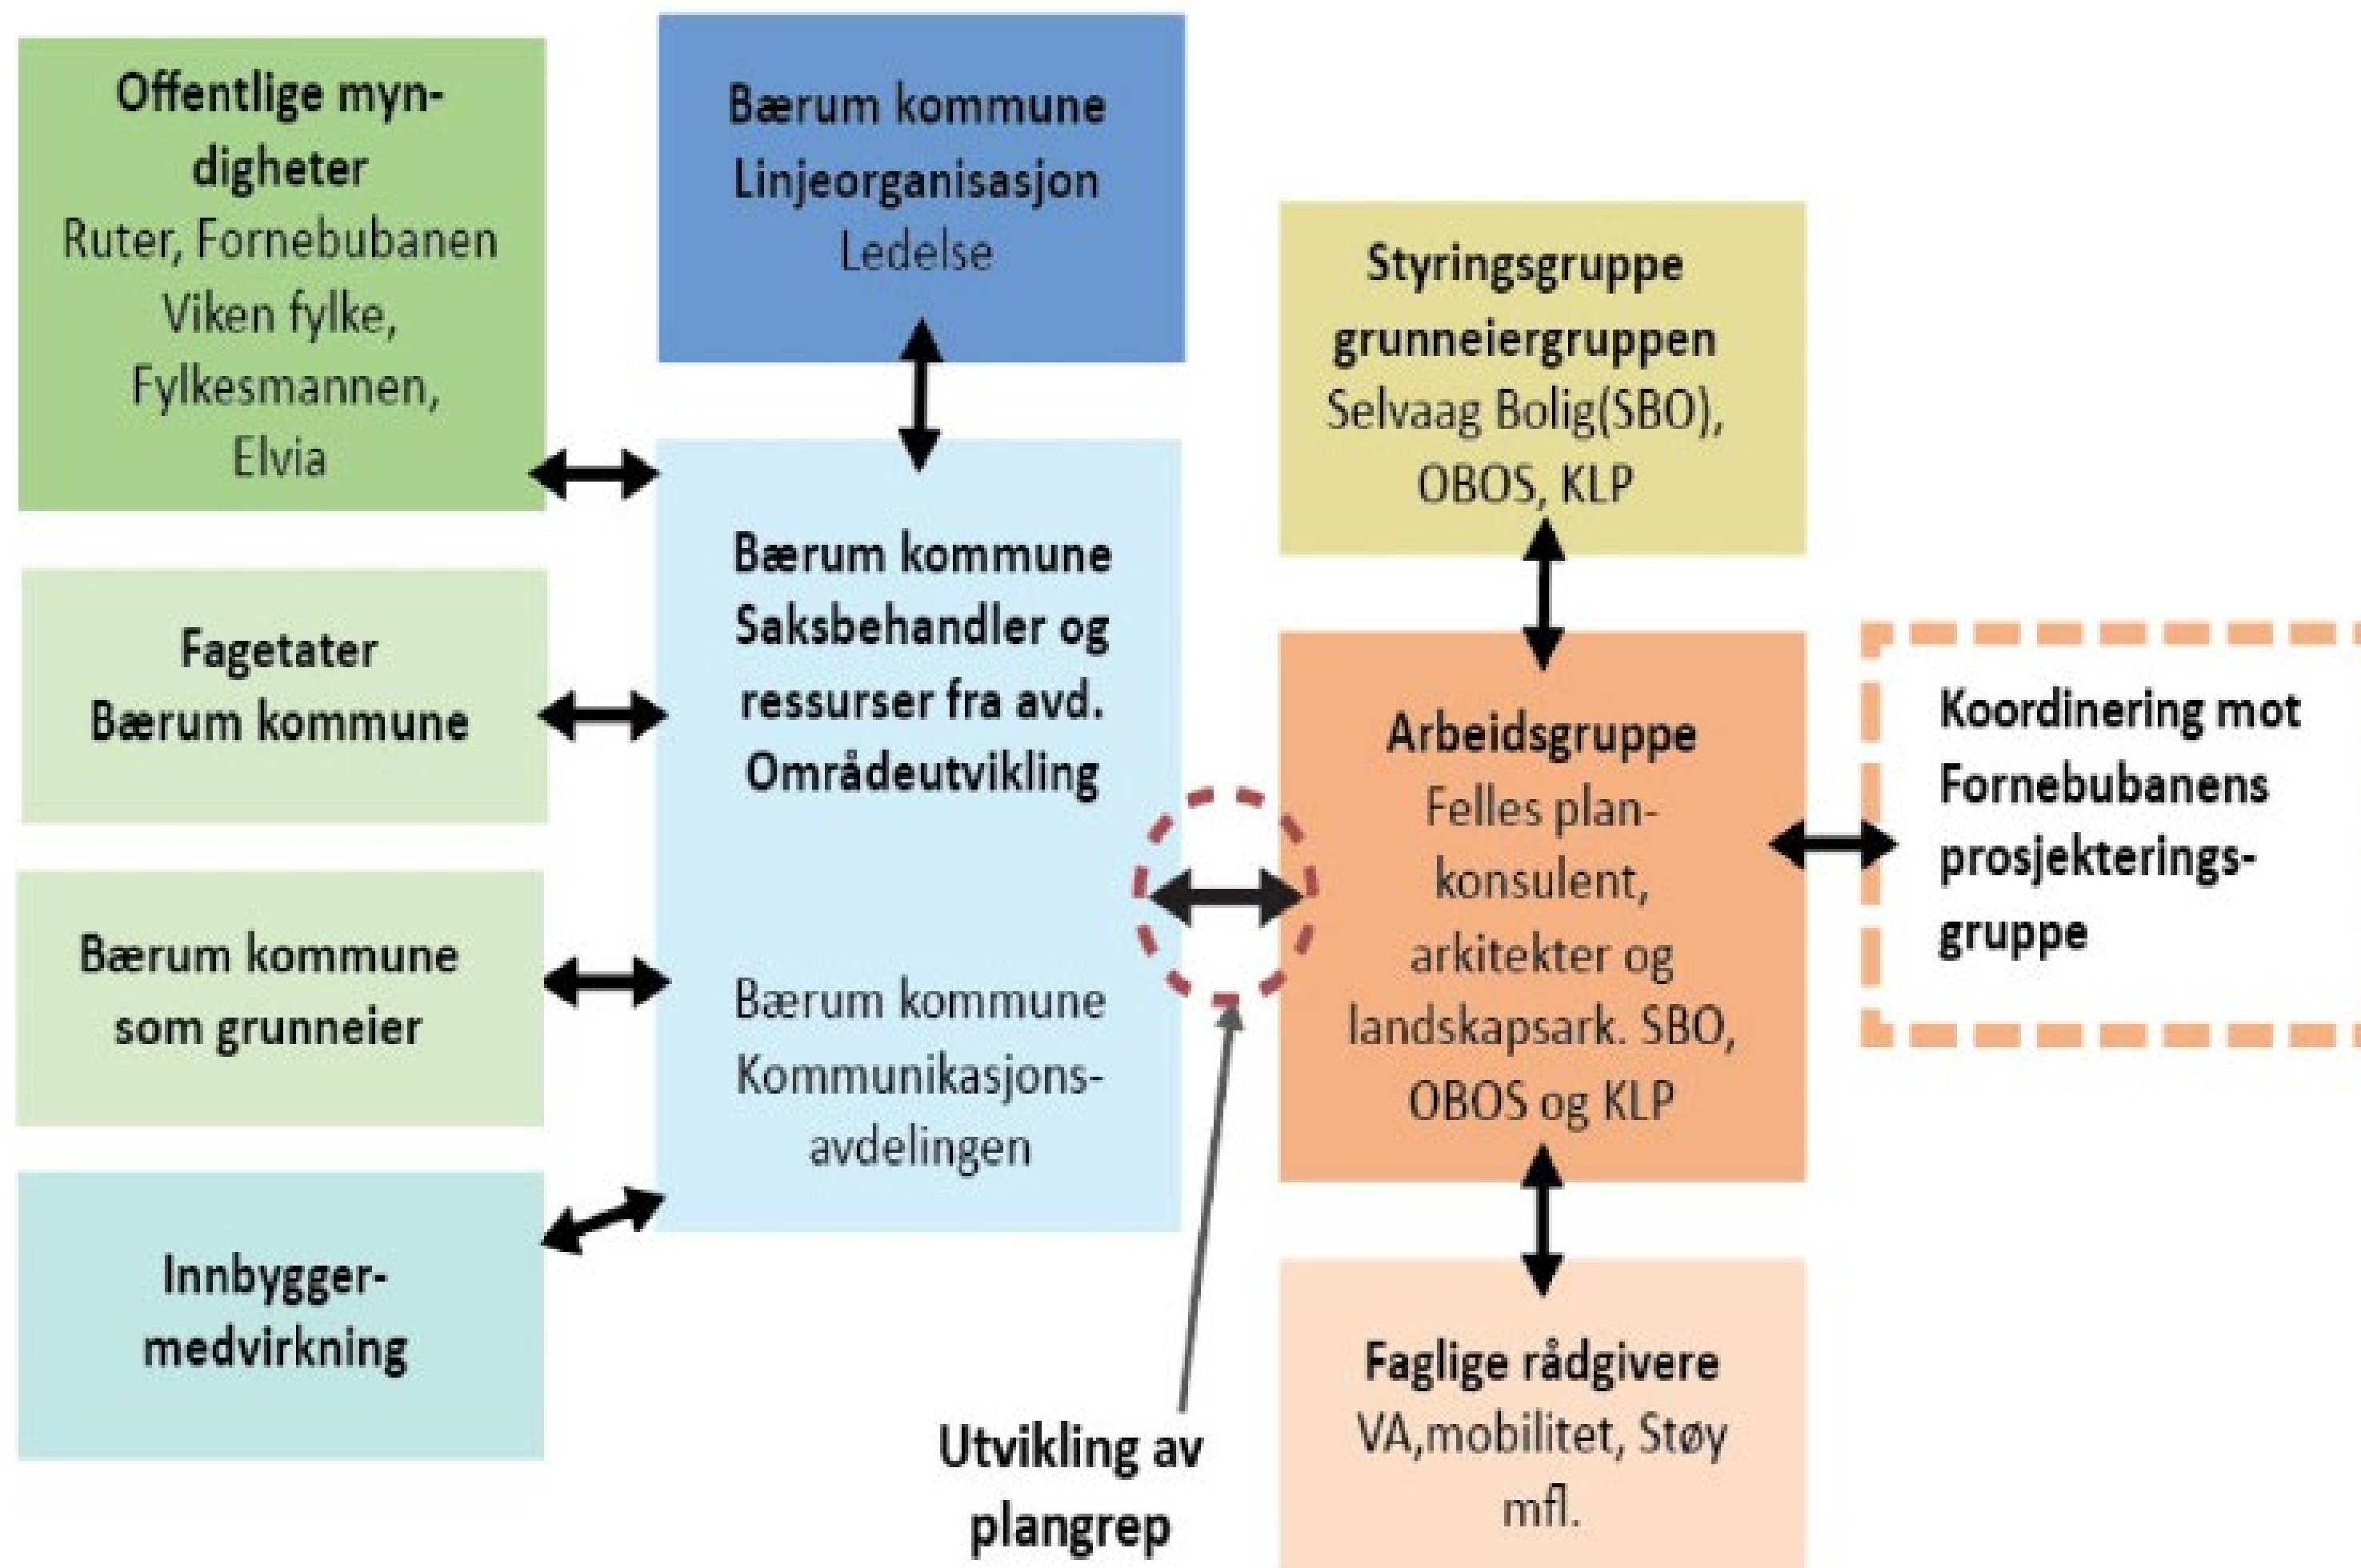 Offentlige myn-
digheter
Ruter, Fornebubanen
Viken fylke,
Fylkesmannen,
Elvia
Fagetater
Bærum kommune
Bærum kommune
som grunneier
Innbygger-
medvirkning
Bærum kommune
Linjeorganisasjon
Ledelse
Bærum kommune
Saksbehandler og
ressurser fra avd.
Områdeutvikling
Bærum kommune
Kommunikasjons-
avdelingen
Utvikling av
plangrep
Styringsgruppe
grunneiergruppen
Selvaag Bolig(SBO),
OBOS, KLP
Arbeidsgruppe
Felles plan-
konsulent,
arkitekter og
landskapsark. SBO,
OBOS og KLP
Faglige rådgivere
VA,mobilitet, Støy
mfl.
Koordinering mot
Fornebubanens
prosjekterings-
gruppe